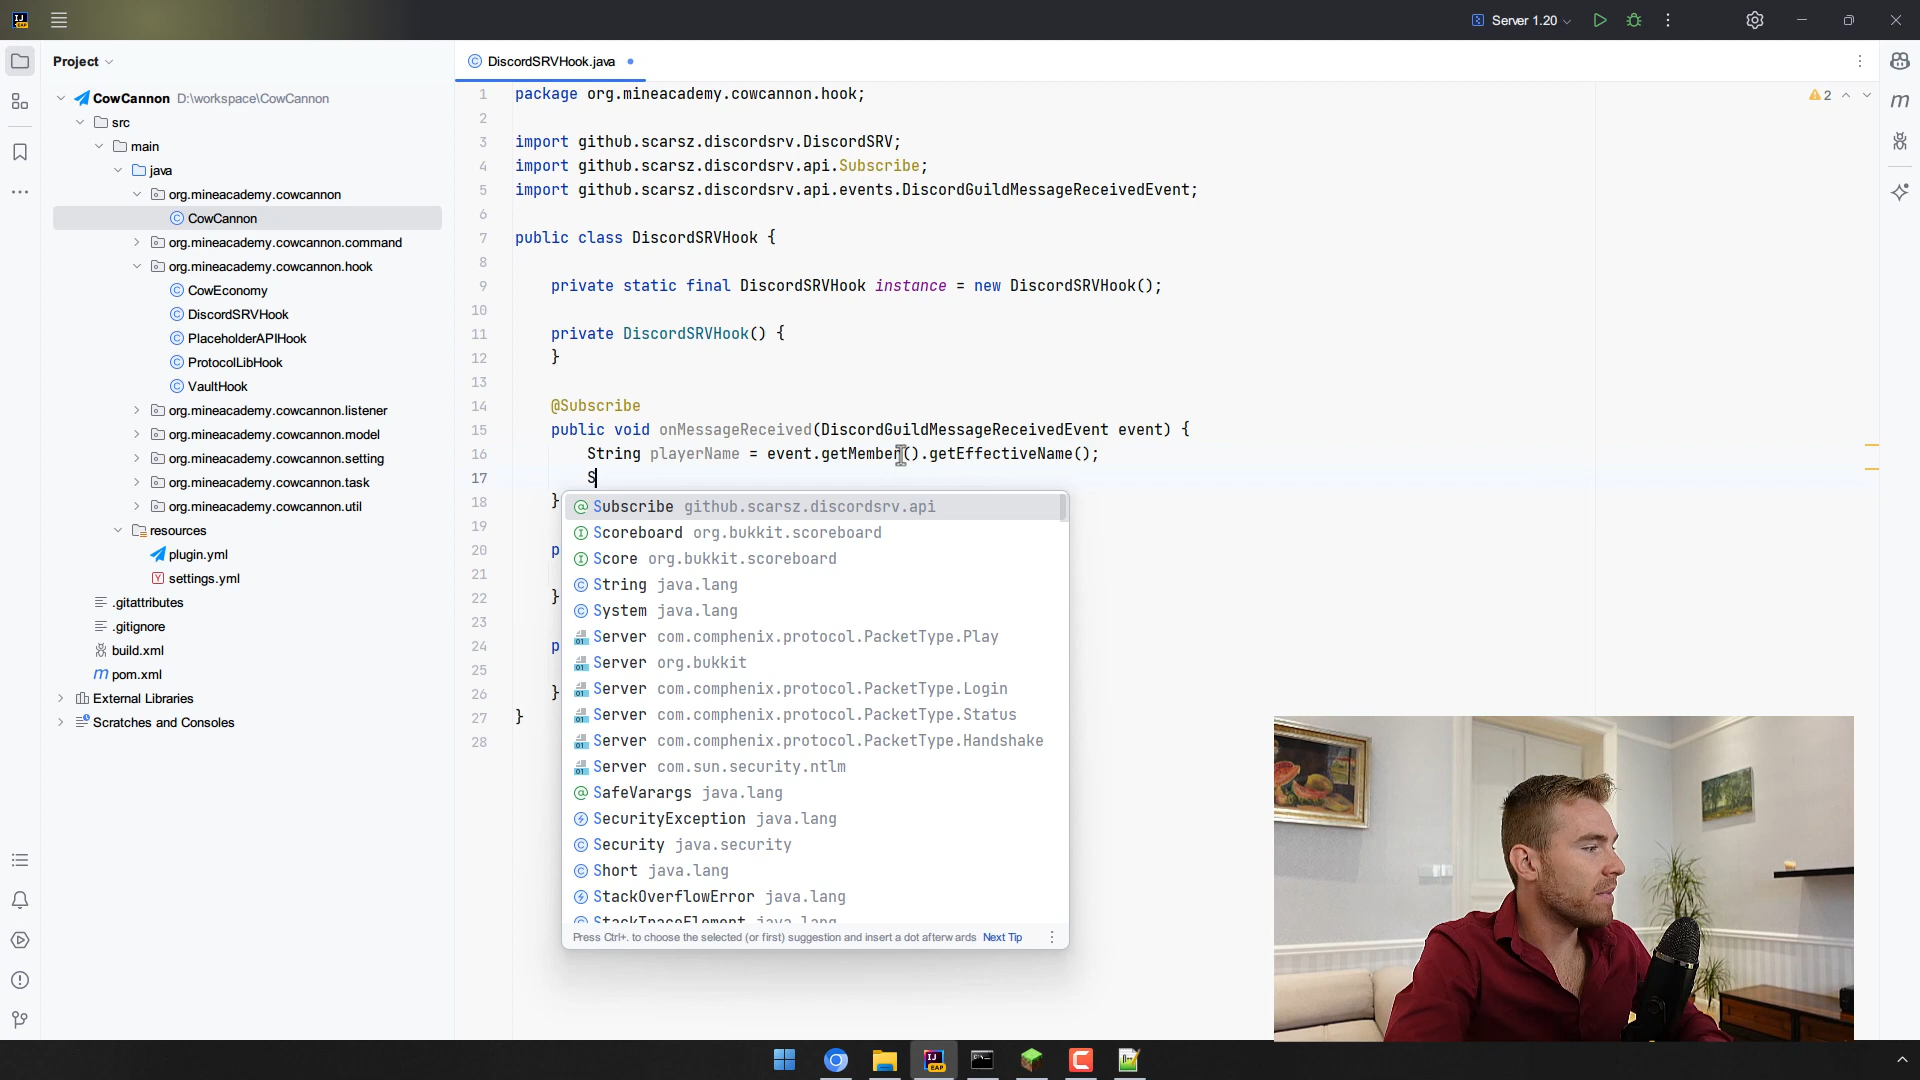 IJ
EAP
Server 1.20
Project
DiscordSRVHook.java
CowCannon D:\workspace\CowCannon
src
main
java
org.mineacademy.cowcannon
CowCannon
org.mineacademy.cowcannon.command
org.mineacademy.cowcannon.hook
CowEconomy
DiscordSRVHook
PlaceholderAPIHook
ProtocolLibHook
VaultHook
org.mineacademy.cowcannon.listener
org.mineacademy.cowcannon.model
org.mineacademy.cowcannon.setting
org.mineacademy.cowcannon.task
org.mineacademy.cowcannon.util
resources
plugin.yml
Y settings.yml
.gitattributes
.gitignore
build.xml
m pom.xml
External Libraries
Scratches and Consoles
2
m
1 package org.mineacademy.cowcannon.hook;
2
3 import github.scarsz.discordsrv.DiscordSRV;
4 import github.scarsz.discordsrv.api.Subscribe;
5 import github.scarsz.discordsrv.api.events.DiscordGuildMessageReceivedEvent;
6
7 public class DiscordSRVHook {
8
9 private static final DiscordSRVHook instance = new DiscordSRVHook();
10
11 private DiscordSRVHook() {
12 }
13
14 @Subscribe
15 public void onMessageReceived(DiscordGuildMessageReceivedEvent event) {
16 String playerName = event.getMember().getEffectiveName();
17 S
18 }
19
20 p
21
22 }
23
24 p
25
26 }
27 }
28
Subscribe github.scarsz.discordsrv.api
Scoreboard org.bukkit.scoreboard
Score org.bukkit.scoreboard
String java.lang
System java.lang
Server com.comphenix.protocol.PacketType.Play
Server org.bukkit
Server com.comphenix.protocol.PacketType.Login
Server com.comphenix.protocol.PacketType.Status
Server com.comphenix.protocol.PacketType.Handshake
Server com.sun.security.ntlm
SafeVarargs java.lang
SecurityException java.lang
Security java.security
Short java.lang
StackOverflowError java.lang
StackTraceElement java.lang
Press Ctrl+. to choose the selected (or first) suggestion and insert a dot afterwards Next Tip